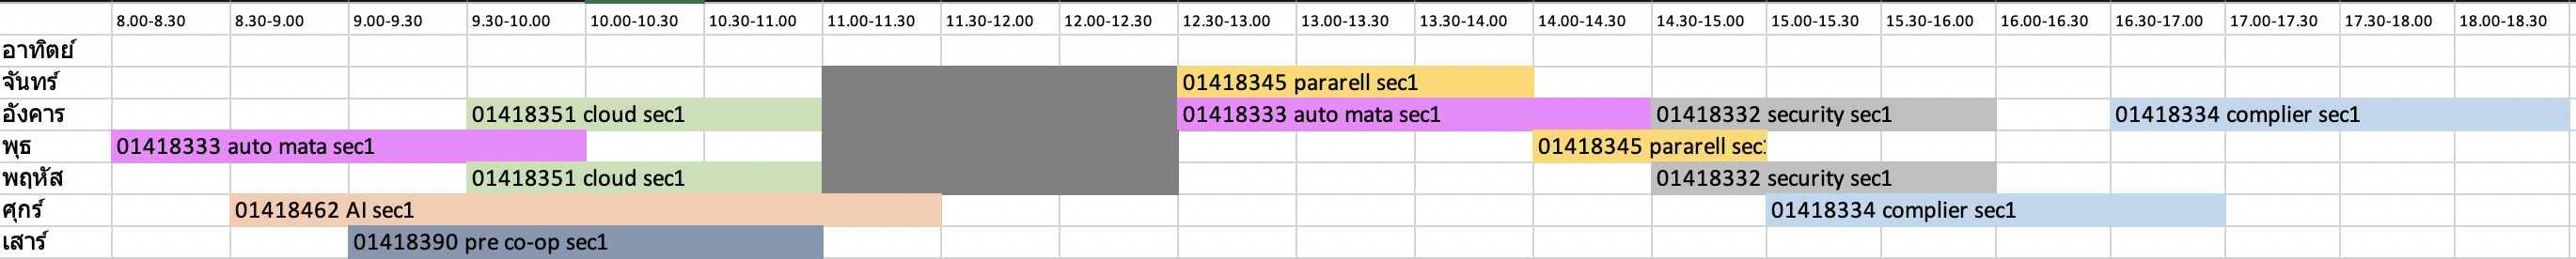 8.00-8.30 8.30-9.00 9.00-9.30 9.30-10.00 10.00-10.30 10.30-11.00 11.00-11.30 11.30-12.00 12.00-12.30 12.30-13.00 13.00-13.30 13.30-14.00 14.00-14.30 14.30-15.00 15.00-15.30 15.30-16.00 16.00-16.30 16.30-17.00 17.00-17.30 17.30-18.00 18.00-18.30
อาทิตย์
จันทร์ 01418345 pararell sec1
อังคาร 01418351 cloud sec1 01418333 auto mata sec1 01418332 security sec1 01418334 complier sec1
พุธ 01418333 auto mata sec1 01418345 pararell sec1
พฤหัส 01418351 cloud sec1 01418332 security sec1
ศุกร์ 01418462 AI sec1 01418334 complier sec1
เสาร์ 01418390 pre co-op sec1